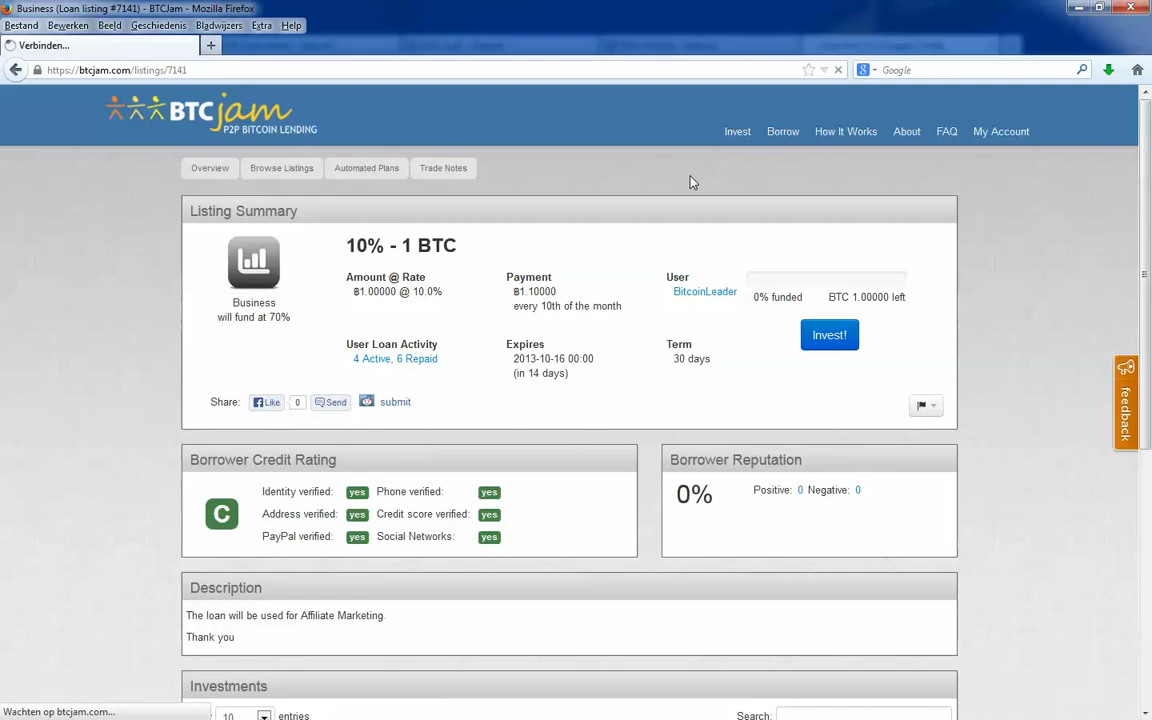 Business (Loan listing #7141) - BTCJam - Mozilla Firefox
Bestand Bewerken Beeld Geschiedenis Bladwijzers Extra Help
Verbinden...
https://btcjam.com/listings/7141
Google
BTCjam
P2P BITCOIN LENDING
Invest Borrow How It Works About FAQ My Account
Overview Browse Listings Automated Plans Trade Notes
Listing Summary
10% - 1 BTC
Amount @ Rate Payment User
฿1.00000 @ 10.0% ฿1.10000 BitcoinLeader 0% funded BTC 1.00000 left
Business every 10th of the month
will fund at 70%
Invest!
User Loan Activity Expires Term
4 Active, 6 Repaid 2013-10-16 00:00 30 days
(in 14 days)
Share: Like 0 Send submit
feedback
Borrower Credit Rating
C
Identity verified: yes Phone verified: yes
Address verified: yes Credit score verified: yes
PayPal verified: yes Social Networks: yes
Borrower Reputation
0% Positive: 0 Negative: 0
Description
The loan will be used for Affiliate Marketing.
Thank you
Investments
10 entries Search:
Wachten op btcjam.com...